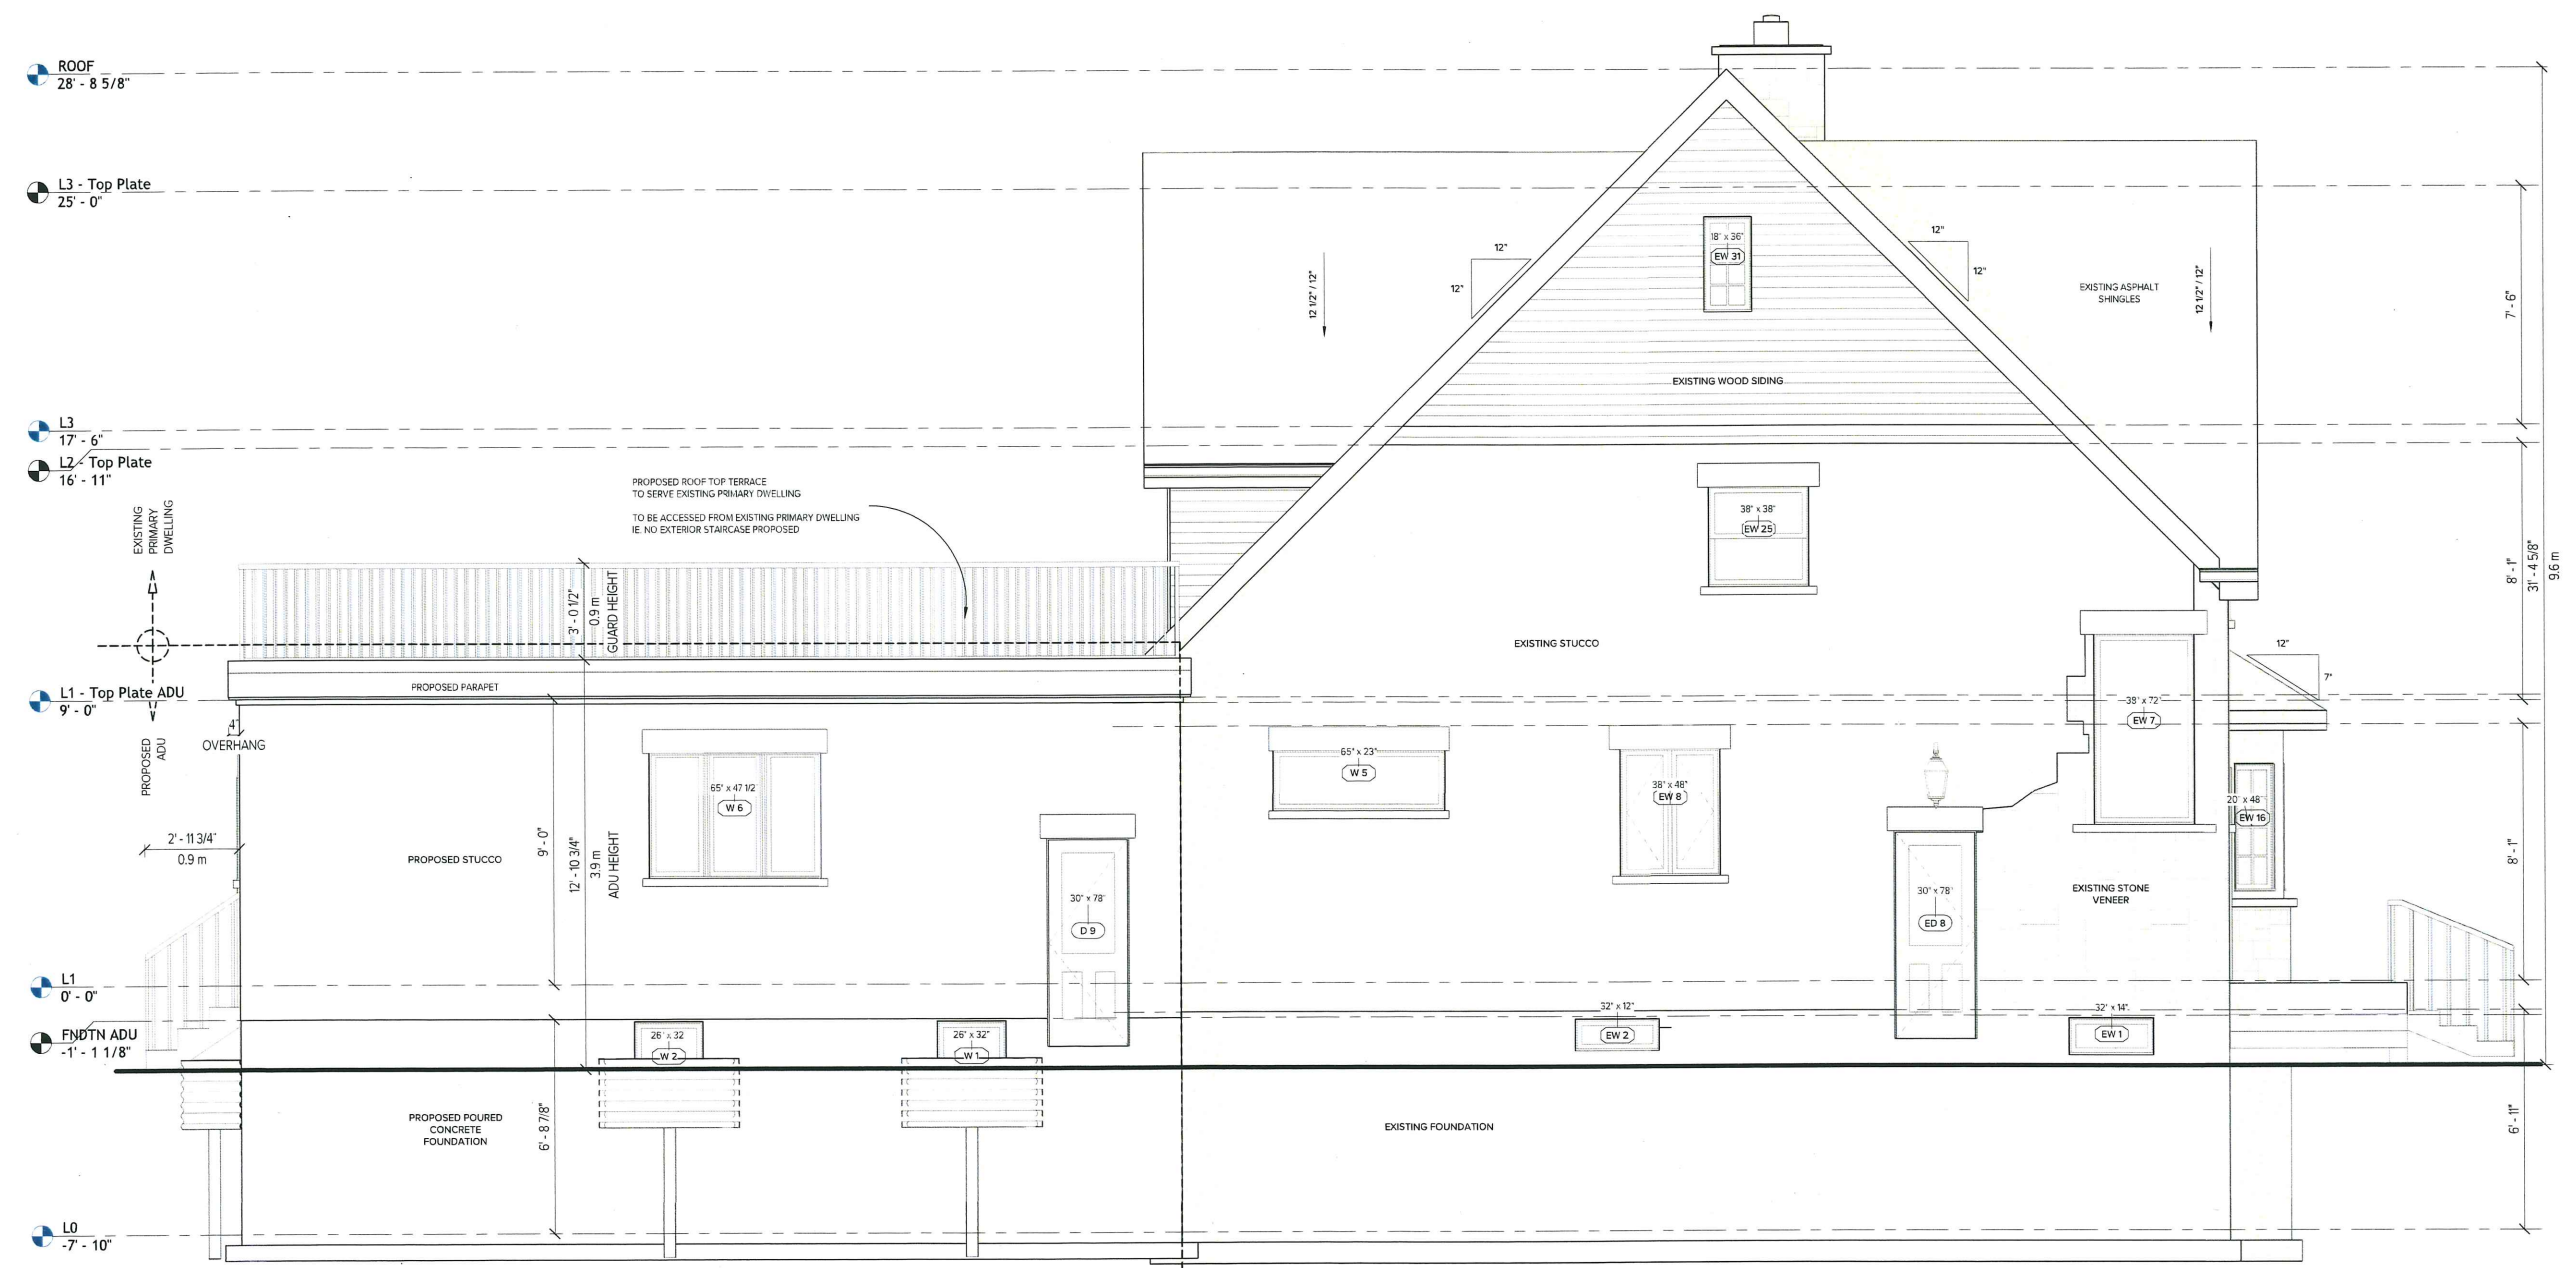 ROOF
28' - 8 5/8"
L3 - Top Plate
25' - 0"
18" x 36"
EW 31
12"
12"
12"
12"
12 1/2" / 12"
12 1/2" / 12"
EXISTING ASPHALT
SHINGLES
7' - 6"
EXISTING WOOD SIDING
L3
17' - 6"
L2 - Top Plate
16' - 11"
PROPOSED ROOF TOP TERRACE
TO SERVE EXISTING PRIMARY DWELLING
TO BE ACCESSED FROM EXISTING PRIMARY DWELLING
IE. NO EXTERIOR STAIRCASE PROPOSED
EXISTING
PRIMARY
DWELLING
38" x 38"
EW 25
8' - 1"
31' - 4 5/8"
9.6 m
3' - 0 1/2"
0.9 m
GUARD HEIGHT
EXISTING STUCCO
12"
7"
PROPOSED PARAPET
L1 - Top Plate ADU
9' - 0"
38" x 72"
EW 7
4"
OVERHANG
PROPOSED
ADU
65" x 47 1/2"
W 6
65" x 23"
W 5
38" x 48"
EW 8
20" x 48"
EW 16
2' - 11 3/4"
0.9 m
PROPOSED STUCCO
9' - 0"
12' - 10 3/4"
3.9 m
ADU HEIGHT
8' - 1"
30" x 78"
D 9
30" x 78"
ED 8
EXISTING STONE
VENEER
L1
0' - 0"
FNDTN ADU
-1' - 1 1/8"
26" x 32
W 2
26" x 32"
W 1
32" x 12"
EW 2
32" x 14"
EW 1
PROPOSED POURED
CONCRETE
FOUNDATION
6' - 8 7/8"
EXISTING FOUNDATION
6' - 11"
L0
-7' - 10"